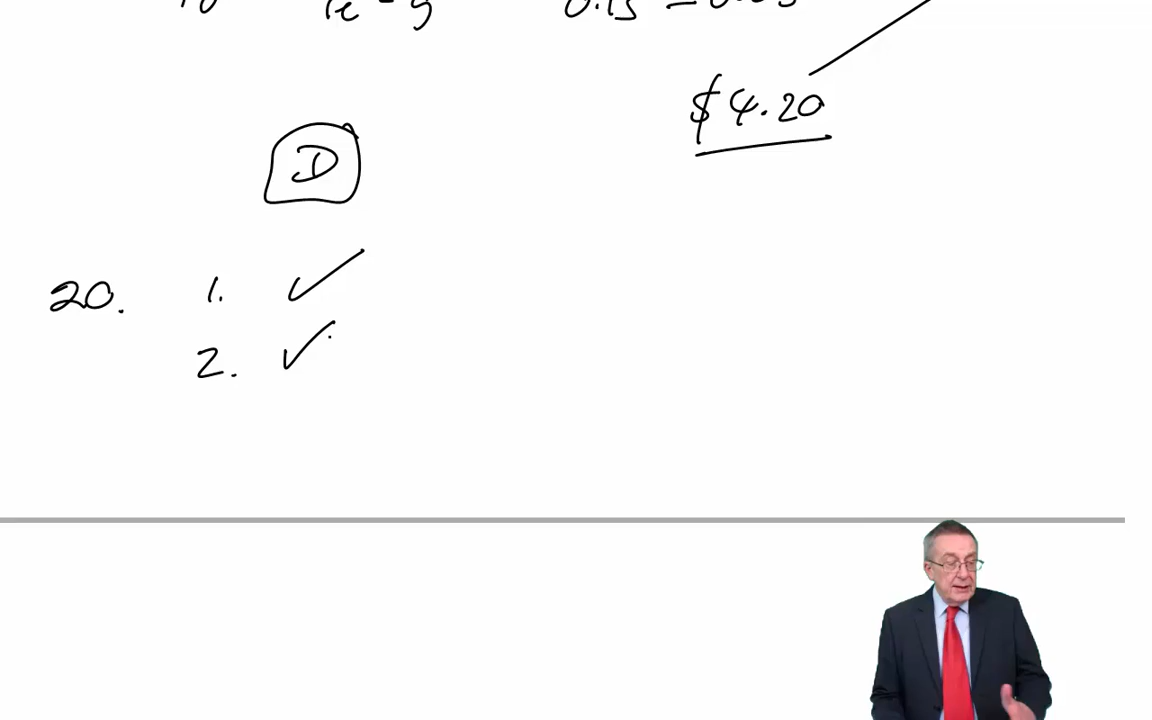 $4.20
D
20. 1. ✓
2. ✓